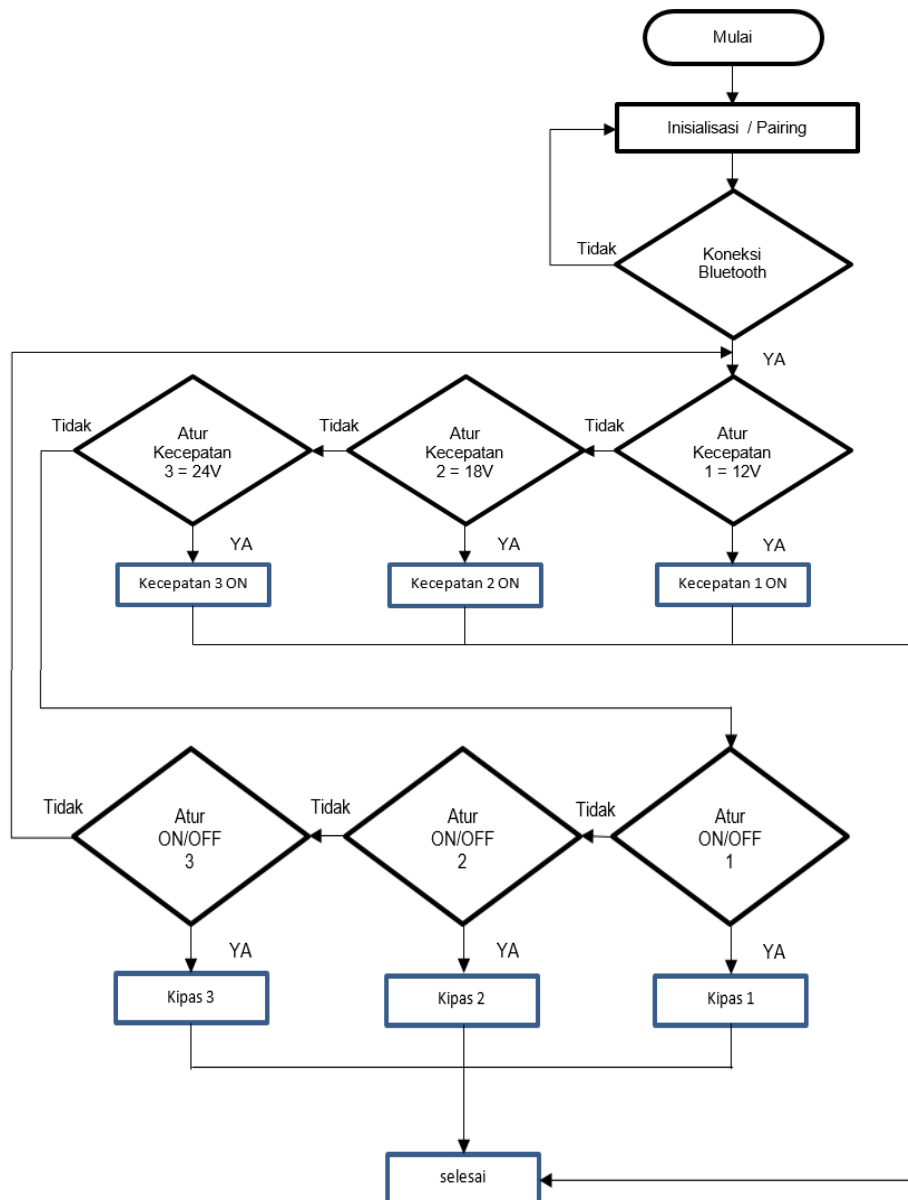 Mulai
Inisialisasi / Pairing
Tidak
Koneksi
Bluetooth
YA
Tidak
Atur
Kecepatan
3 = 24V
Tidak
Atur
Kecepatan
2 = 18V
Tidak
Atur
Kecepatan
1 = 12V
YA
YA
YA
Kecepatan 3 ON
Kecepatan 2 ON
Kecepatan 1 ON
Tidak
Atur
ON/OFF
3
Tidak
Atur
ON/OFF
2
Tidak
Atur
ON/OFF
1
YA
YA
YA
Kipas 3
Kipas 2
Kipas 1
selesai